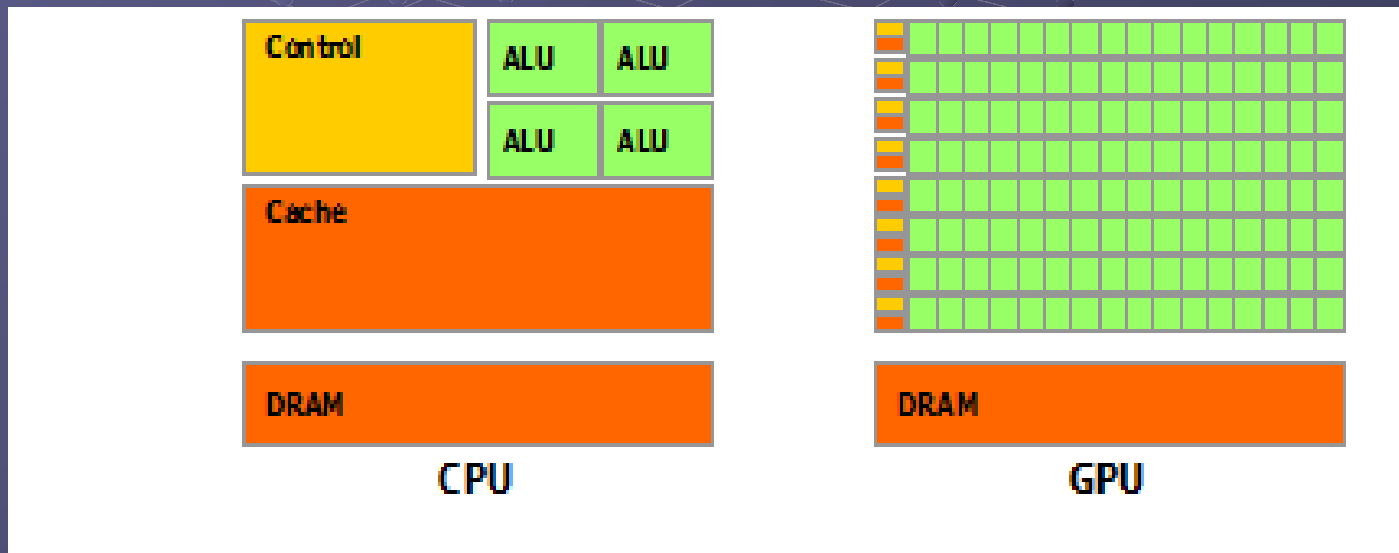 Control
ALU ALU
ALU ALU
Cache
DRAM
CPU
DRAM
GPU